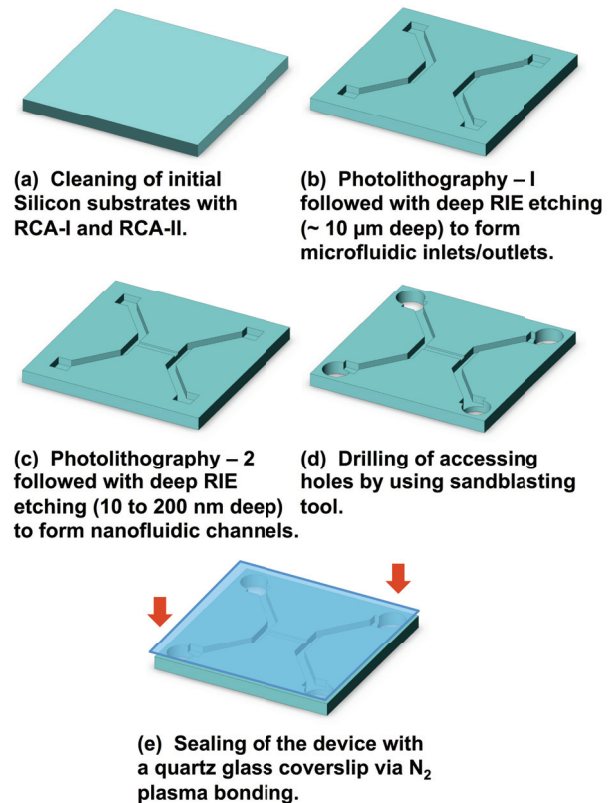 (a) Cleaning of initial
Silicon substrates with
RCA-I and RCA-II.
(b) Photolithography – I
followed with deep RIE etching
(~ 10 µm deep) to form
microfluidic inlets/outlets.
(c) Photolithography – 2
followed with deep RIE
etching (10 to 200 nm deep)
to form nanofluidic channels.
(d) Drilling of accessing
holes by using sandblasting
tool.
(e) Sealing of the device with
a quartz glass coverslip via N₂
plasma bonding.